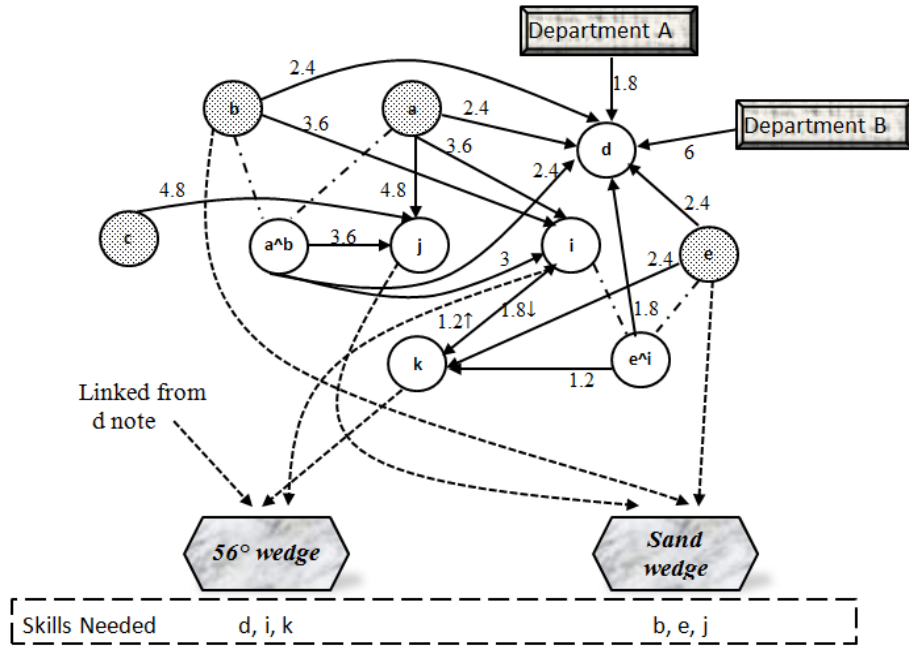 Department A
2.4
1.8
b
a
2.4
3.6
3.6
d
Department B
6
2.4
4.8
4.8
2.4
c
a^b
3.6
j
3
i
e
2.4
1.2↑
1.8↓
1.8
k
e^i
1.2
Linked from
d note
56° wedge
Sand
wedge
Skills Needed d, i, k b, e, j